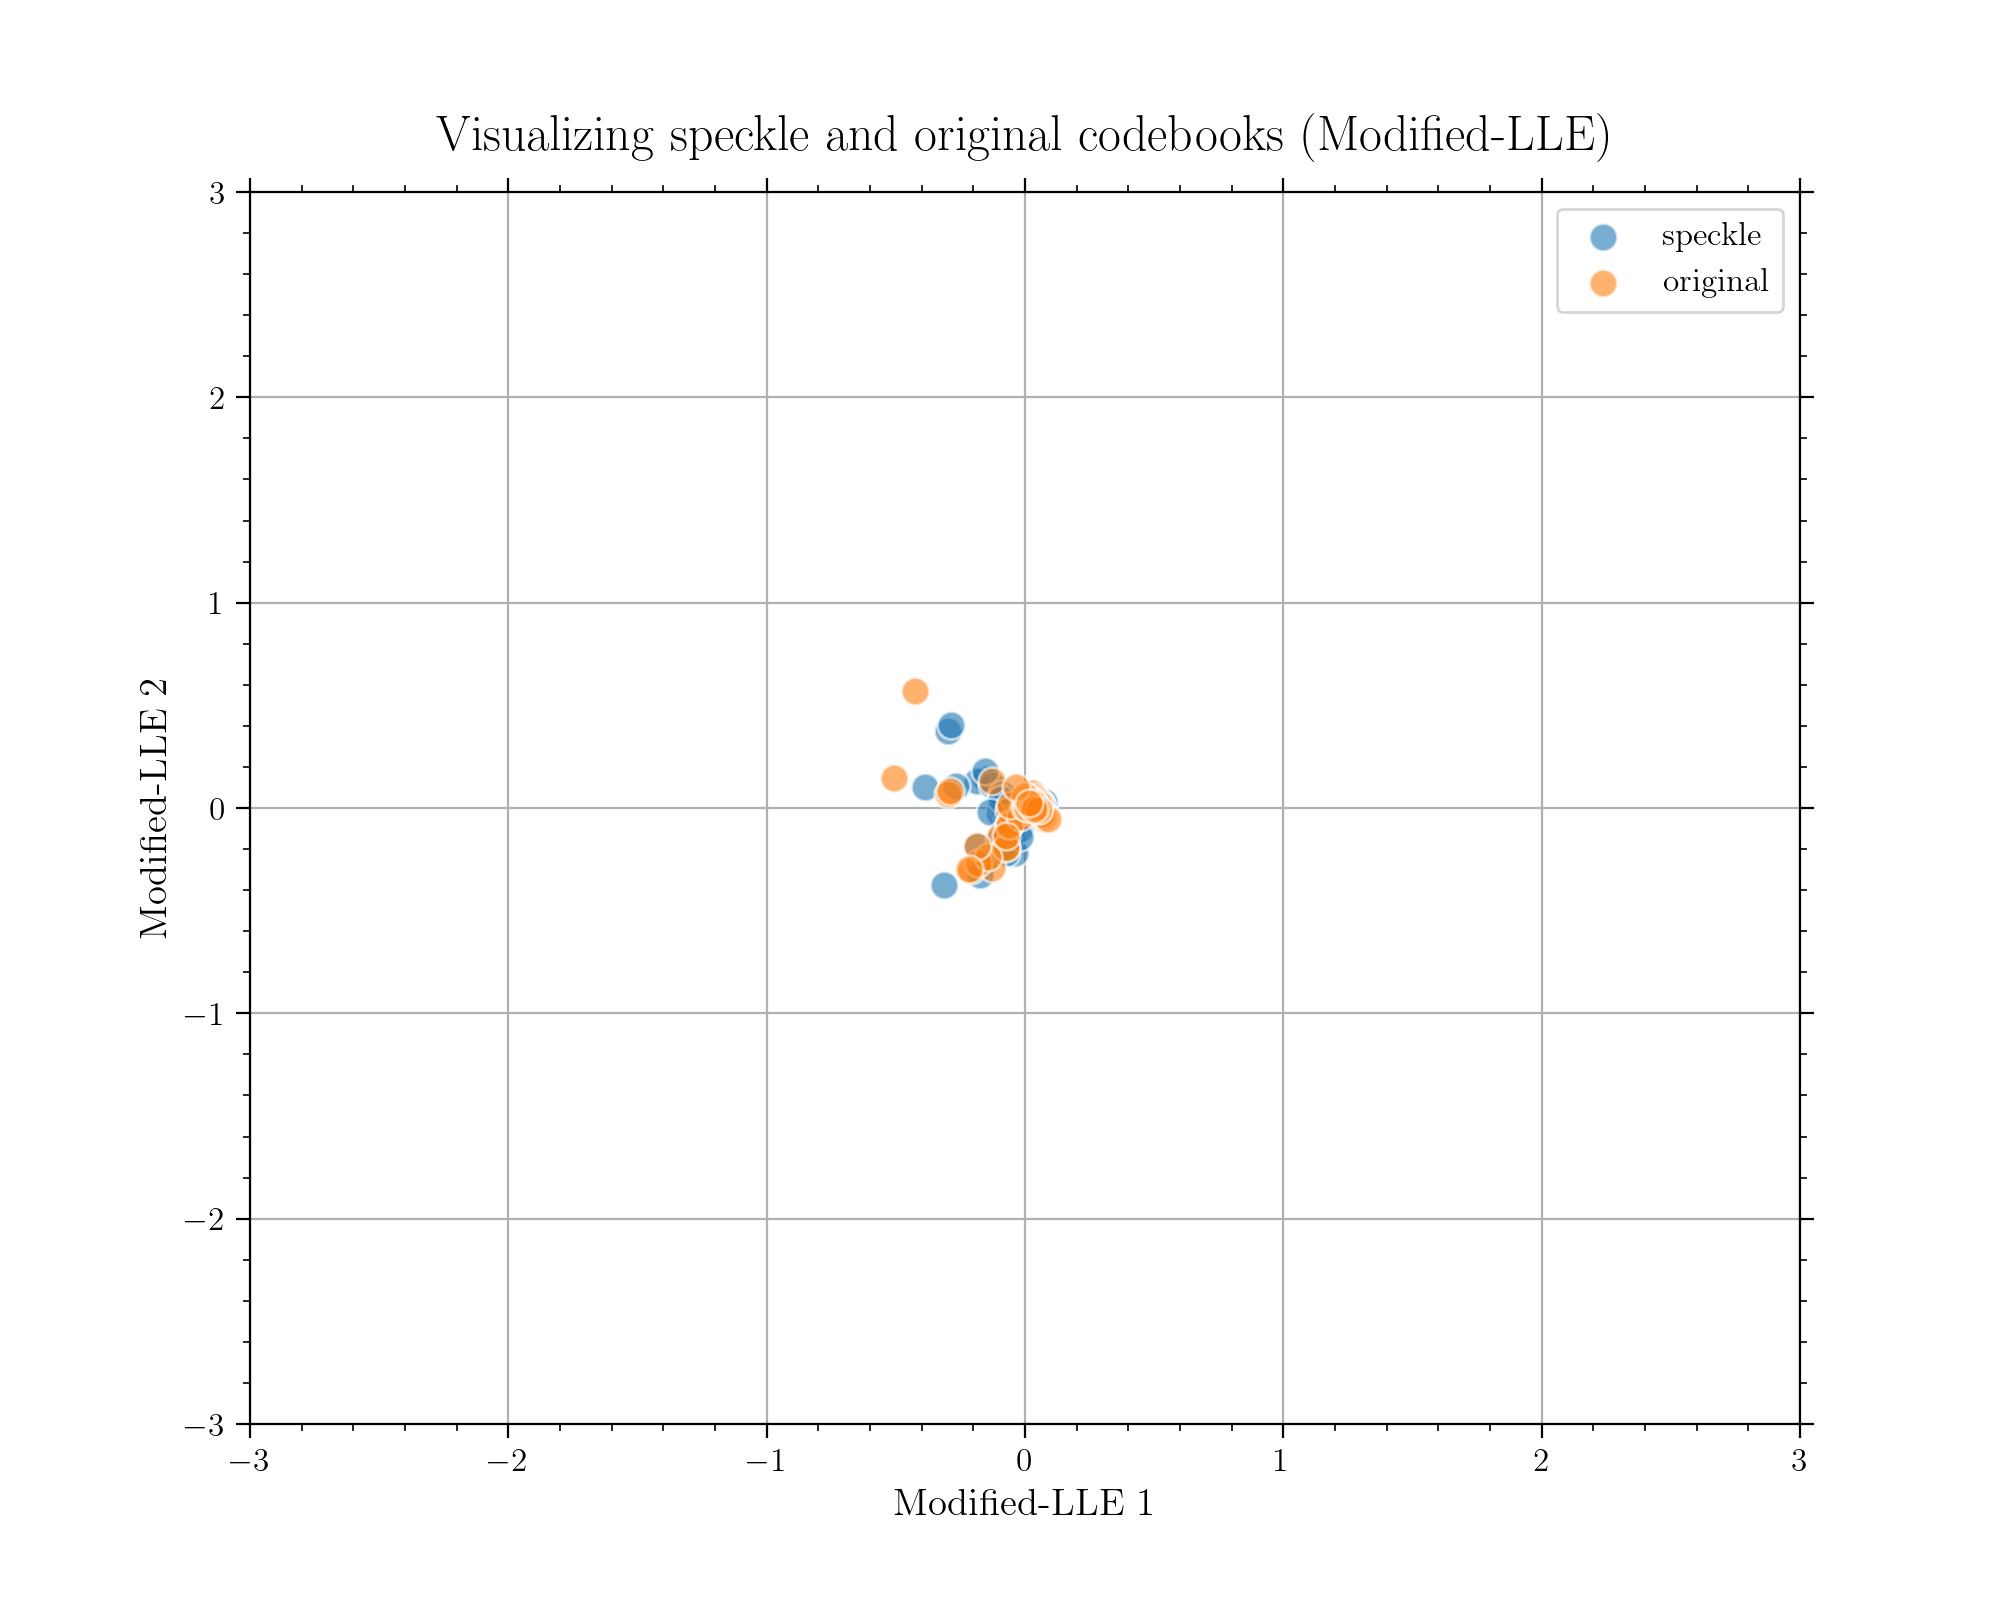 Visualizing speckle and original codebooks (Modified-LLE)
speckle
original
3
2
1
0
−1
−2
−3
Modified-LLE 2
−3
−2
−1
0
1
2
3
Modified-LLE 1